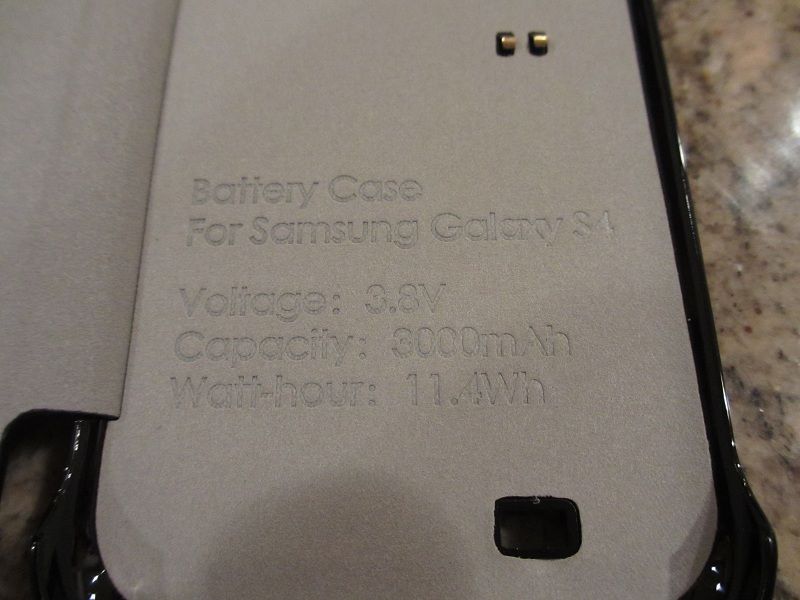 Battery Case
For Samsung Galaxy S4
Voltage: 3.8V
Capacity: 3000mAh
Watt-hour: 11.4Wh